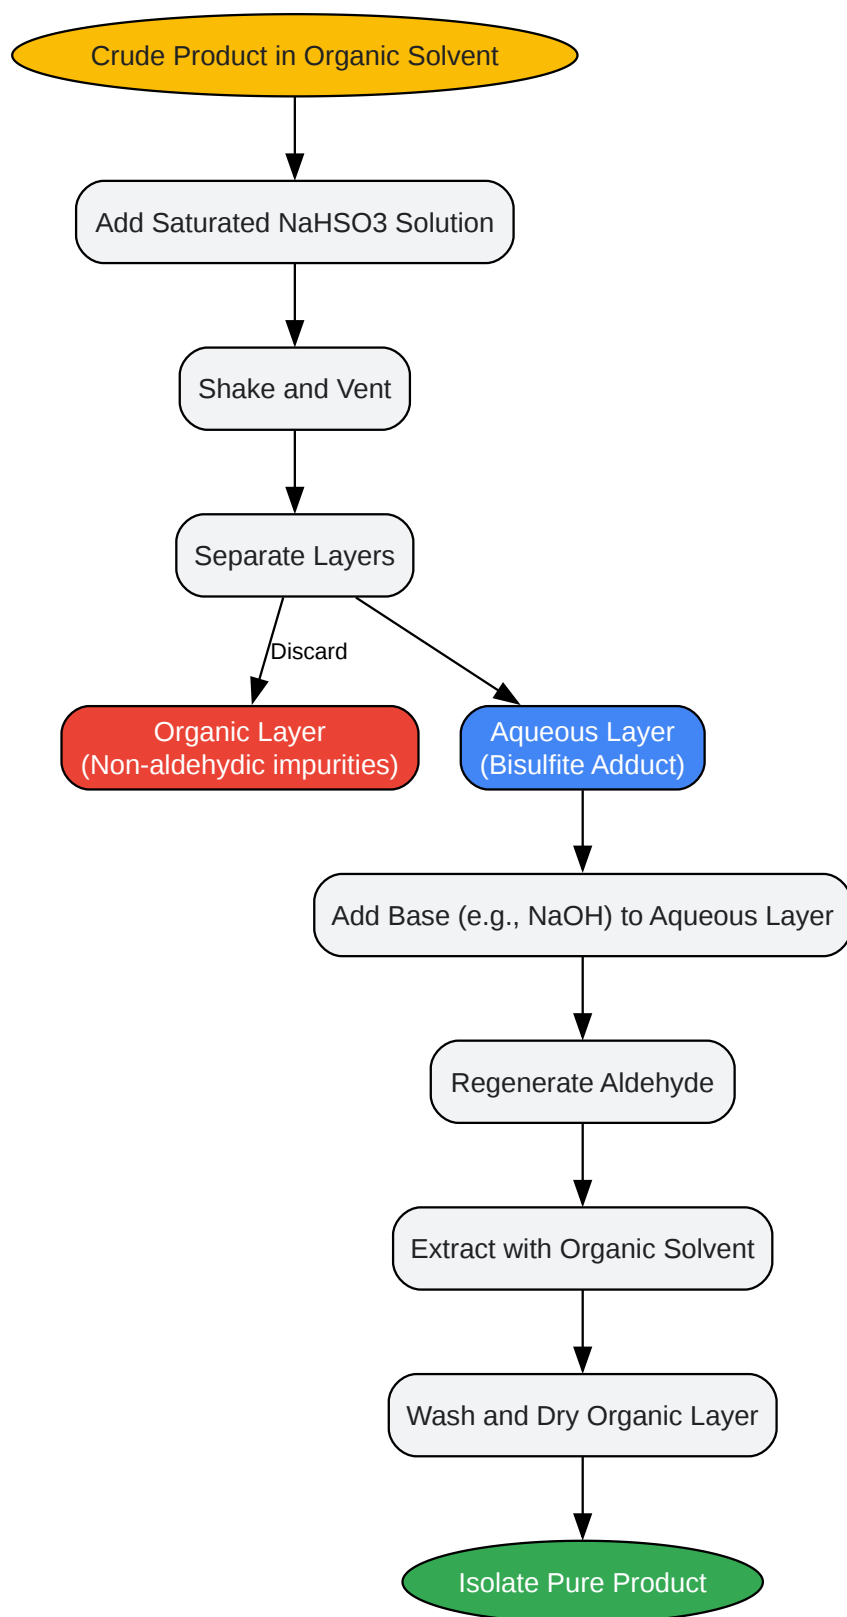 Crude Product in Organic Solvent
Add Saturated NaHSO3 Solution
Shake and Vent
Separate Layers
Discard
Organic Layer
(Non-aldehydic impurities)
Aqueous Layer
(Bisulfite Adduct)
Add Base (e.g., NaOH) to Aqueous Layer
Regenerate Aldehyde
Extract with Organic Solvent
Wash and Dry Organic Layer
Isolate Pure Product